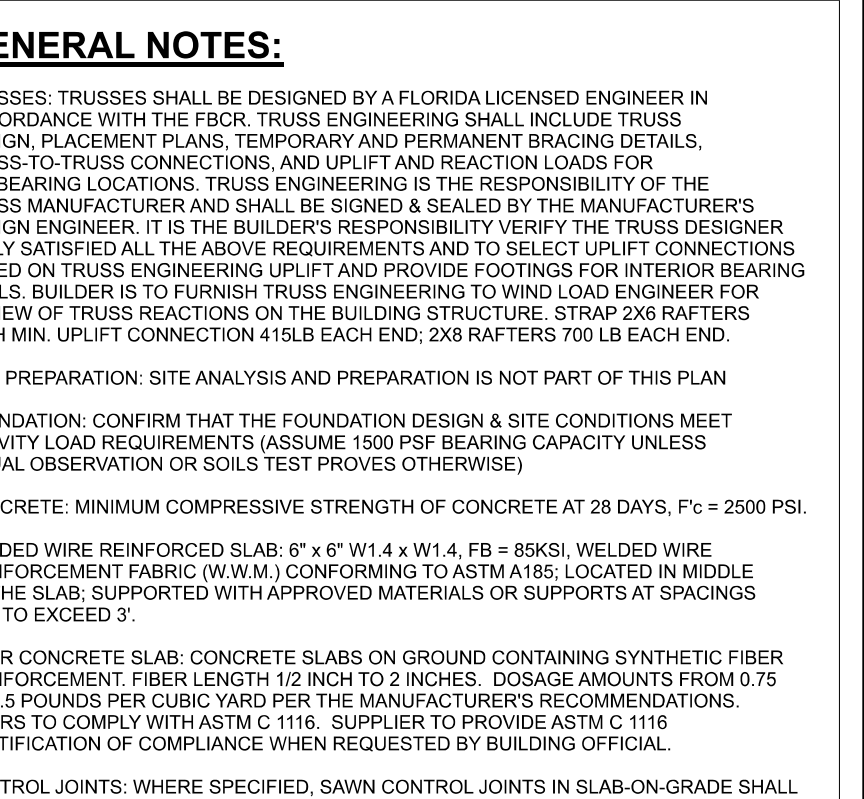 ENERAL NOTES:
SSES: TRUSSES SHALL BE DESIGNED BY A FLORIDA LICENSED ENGINEER IN
ORDANCE WITH THE FBCR. TRUSS ENGINEERING SHALL INCLUDE TRUSS
IGN, PLACEMENT PLANS, TEMPORARY AND PERMANENT BRACING DETAILS,
SS-TO-TRUSS CONNECTIONS, AND UPLIFT AND REACTION LOADS FOR
BEARING LOCATIONS. TRUSS ENGINEERING IS THE RESPONSIBILITY OF THE
SS MANUFACTURER AND SHALL BE SIGNED & SEALED BY THE MANUFACTURER'S
IGN ENGINEER. IT IS THE BUILDER'S RESPONSIBILITY VERIFY THE TRUSS DESIGNER
LY SATISFIED ALL THE ABOVE REQUIREMENTS AND TO SELECT UPLIFT CONNECTIONS
ED ON TRUSS ENGINEERING UPLIFT AND PROVIDE FOOTINGS FOR INTERIOR BEARING
LS. BUILDER IS TO FURNISH TRUSS ENGINEERING TO WIND LOAD ENGINEER FOR
IEW OF TRUSS REACTIONS ON THE BUILDING STRUCTURE. STRAP 2X6 RAFTERS
H MIN. UPLIFT CONNECTION 415LB EACH END; 2X8 RAFTERS 700 LB EACH END.
PREPARATION: SITE ANALYSIS AND PREPARATION IS NOT PART OF THIS PLAN
NDATION: CONFIRM THAT THE FOUNDATION DESIGN & SITE CONDITIONS MEET
VITY LOAD REQUIREMENTS (ASSUME 1500 PSF BEARING CAPACITY UNLESS
UAL OBSERVATION OR SOILS TEST PROVES OTHERWISE)
CRETE: MINIMUM COMPRESSIVE STRENGTH OF CONCRETE AT 28 DAYS, F'c = 2500 PSI.
DED WIRE REINFORCED SLAB: 6" x 6" W1.4 x W1.4, FB = 85KSI, WELDED WIRE
NFORCEMENT FABRIC (W.W.M.) CONFORMING TO ASTM A185; LOCATED IN MIDDLE
HE SLAB; SUPPORTED WITH APPROVED MATERIALS OR SUPPORTS AT SPACINGS
TO EXCEED 3'.
R CONCRETE SLAB: CONCRETE SLABS ON GROUND CONTAINING SYNTHETIC FIBER
NFORCEMENT. FIBER LENGTH 1/2 INCH TO 2 INCHES. DOSAGE AMOUNTS FROM 0.75
.5 POUNDS PER CUBIC YARD PER THE MANUFACTURER'S RECOMMENDATIONS.
ERS TO COMPLY WITH ASTM C 1116. SUPPLIER TO PROVIDE ASTM C 1116
TIFICATION OF COMPLIANCE WHEN REQUESTED BY BUILDING OFFICIAL.
TROL JOINTS: WHERE SPECIFIED, SAWN CONTROL JOINTS IN SLAB-ON-GRADE SHALL